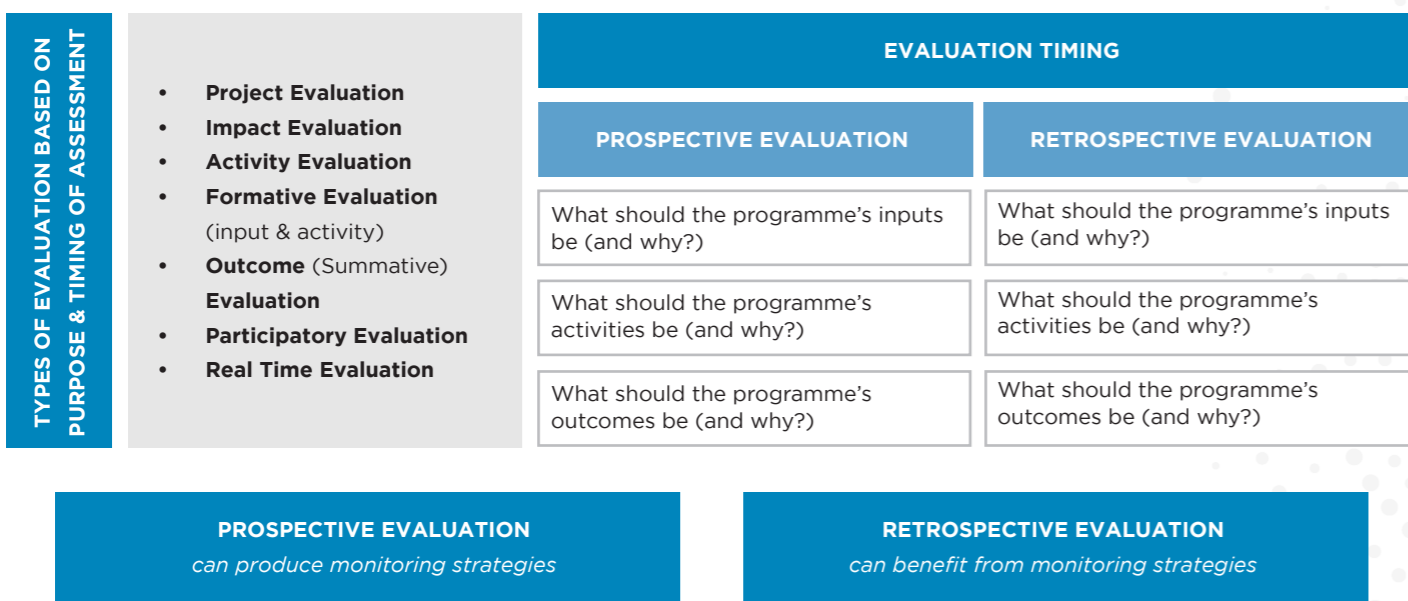 TYPES OF EVALUATION BASED ON
PURPOSE & TIMING OF ASSESSMENT
• Project Evaluation
• Impact Evaluation
• Activity Evaluation
• Formative Evaluation
(input & activity)
• Outcome (Summative)
Evaluation
• Participatory Evaluation
• Real Time Evaluation
EVALUATION TIMING
PROSPECTIVE EVALUATION
RETROSPECTIVE EVALUATION
What should the programme’s inputs
be (and why?)
What should the programme’s inputs
be (and why?)
What should the programme’s
activities be (and why?)
What should the programme’s
activities be (and why?)
What should the programme’s
outcomes be (and why?)
What should the programme’s
outcomes be (and why?)
PROSPECTIVE EVALUATION
can produce monitoring strategies
RETROSPECTIVE EVALUATION
can benefit from monitoring strategies